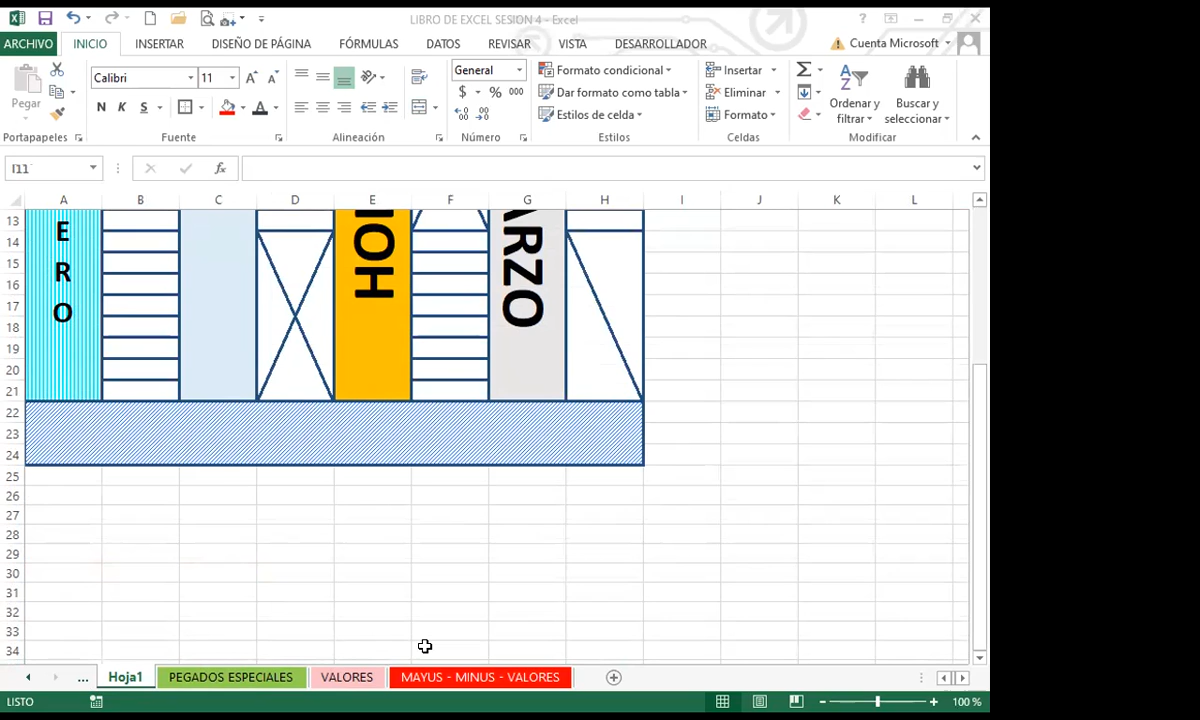 LIBRO DE EXCEL SESION 4 - Excel
ARCHIVO INICIO INSERTAR DISEÑO DE PÁGINA FÓRMULAS DATOS REVISAR VISTA DESARROLLADOR Cuenta Microsoft
Pegar
Calibri 11
N K S
General
$ % 000
Formato condicional
Dar formato como tabla
Estilos de celda
Insertar
Eliminar
Formato
Ordenar y filtrar
Buscar y seleccionar
Portapapeles Fuente Alineación Número Estilos Celdas Modificar
I11 fx
A B C D E F G H I J K L
13
14
15
16
17
18
19
20
21
22
23
24
25
26
27
28
29
30
31
32
33
34
E
R
O
HOI
ARZO
... Hoja1 PEGADOS ESPECIALES VALORES MAYUS - MINUS - VALORES
LISTO 100 %